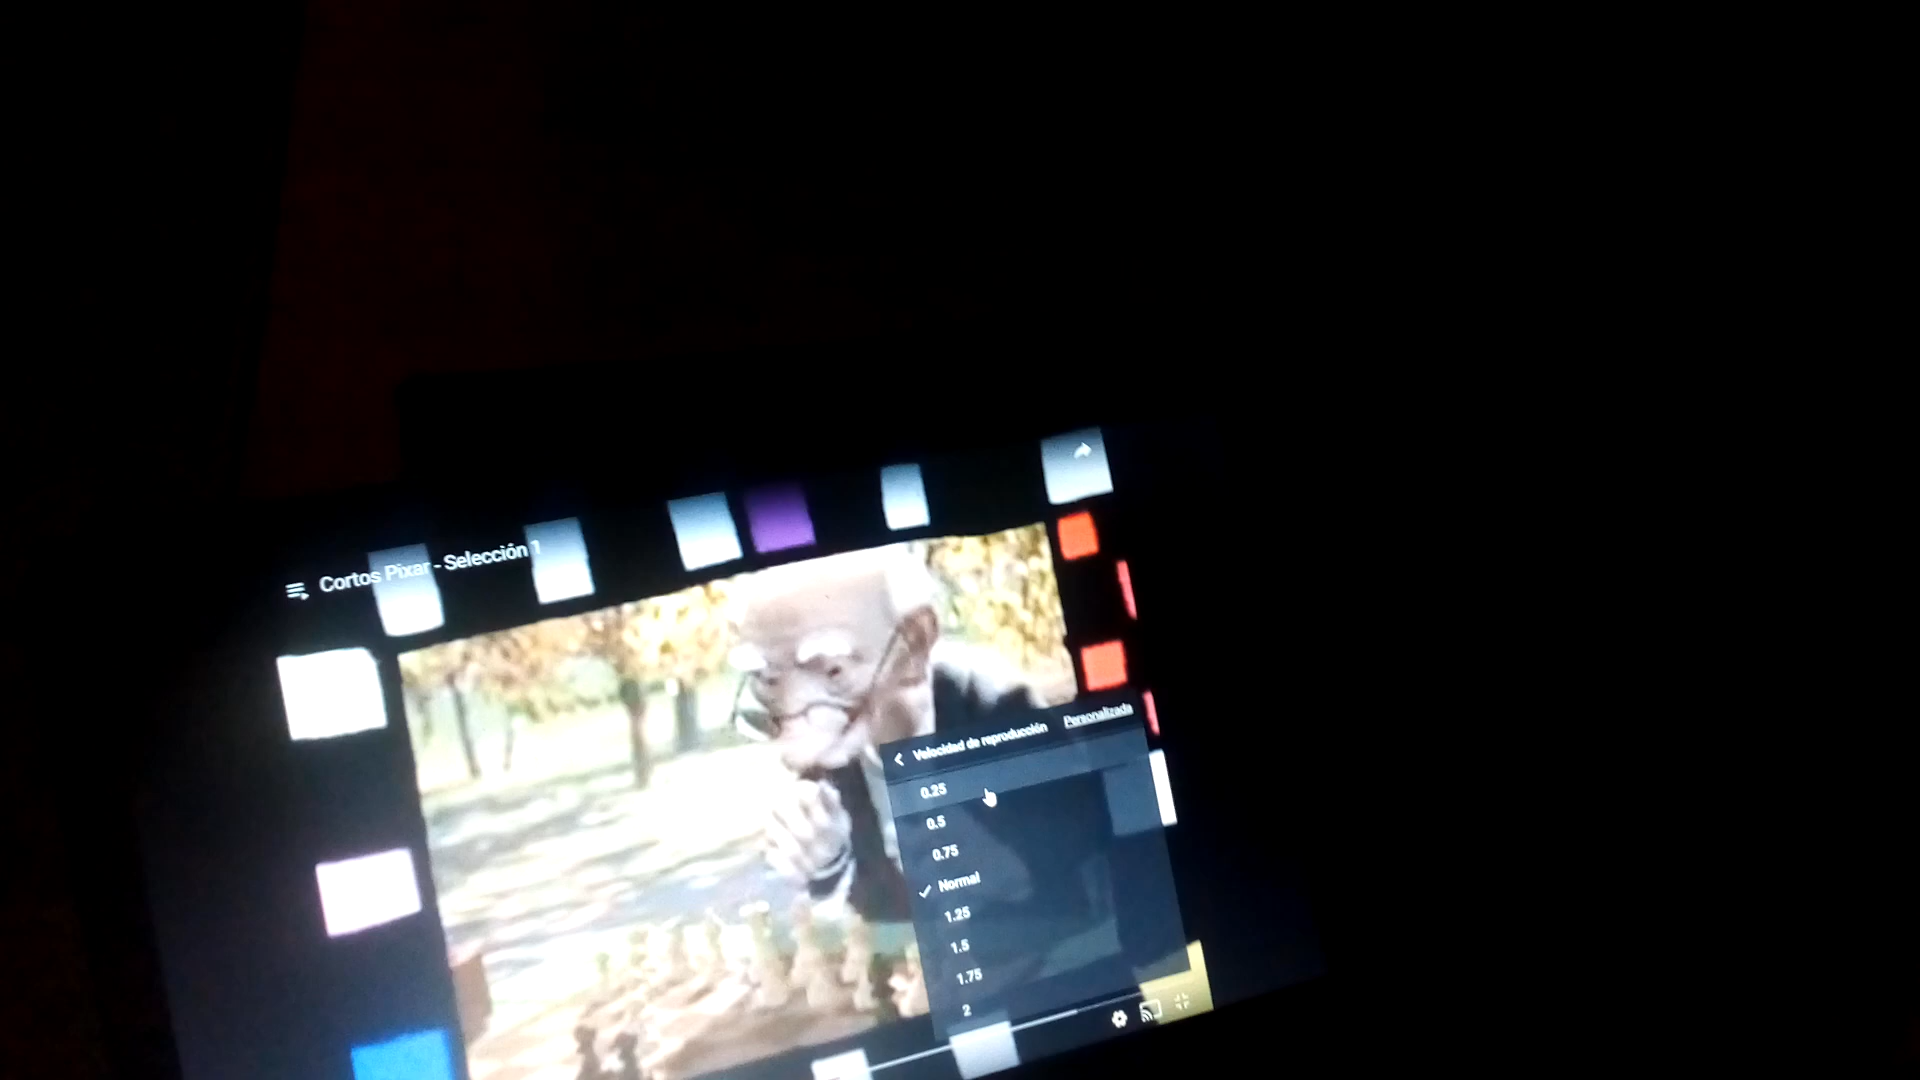 Cortos Pixar - Selección 1
Velocidad de reproducción Personalizada
0.25
0.5
0.75
Normal
1.25
1.5
1.75
2